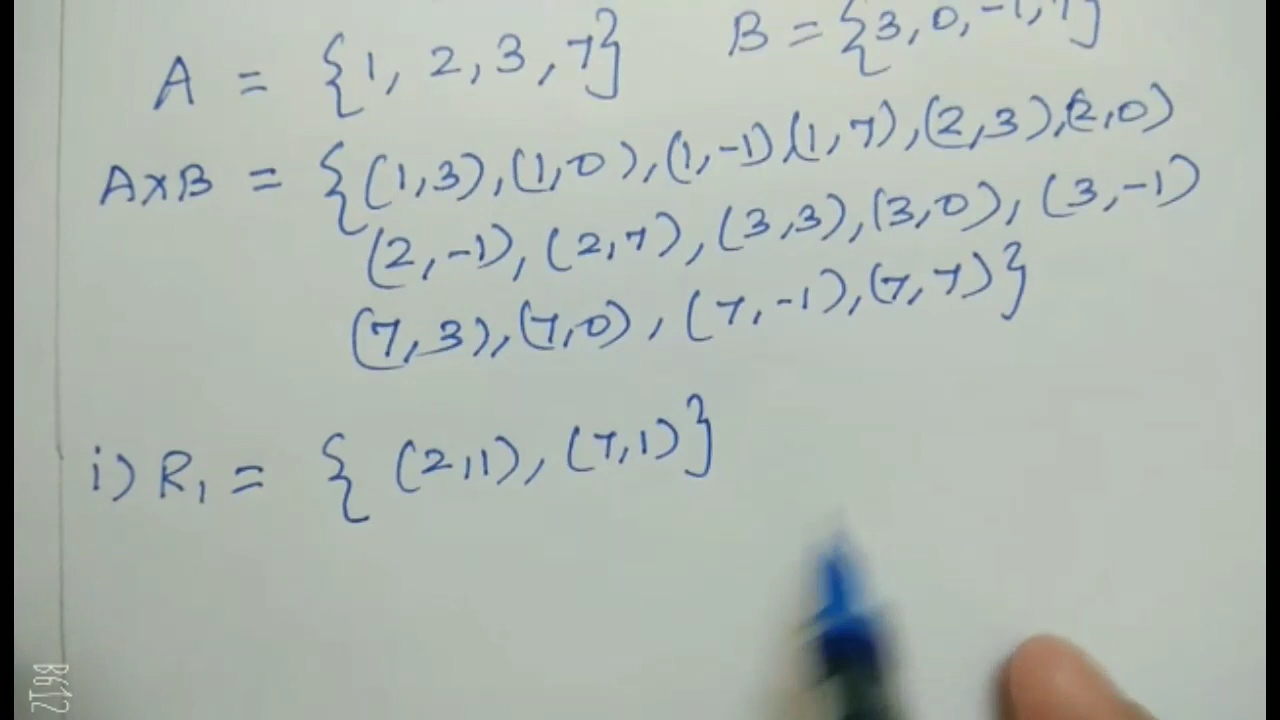 A = {1, 2, 3, 7} B = {3, 0, -1, 7}
A×B = {(1,3), (1,0), (1,-1) (1,7), (2,3), (2,0)
(2,-1), (2,7), (3,3), (3,0), (3,-1)
(7,3), (7,0), (7,-1), (7,7)}
i) R₁ = { (2,1), (7,1)}
B612